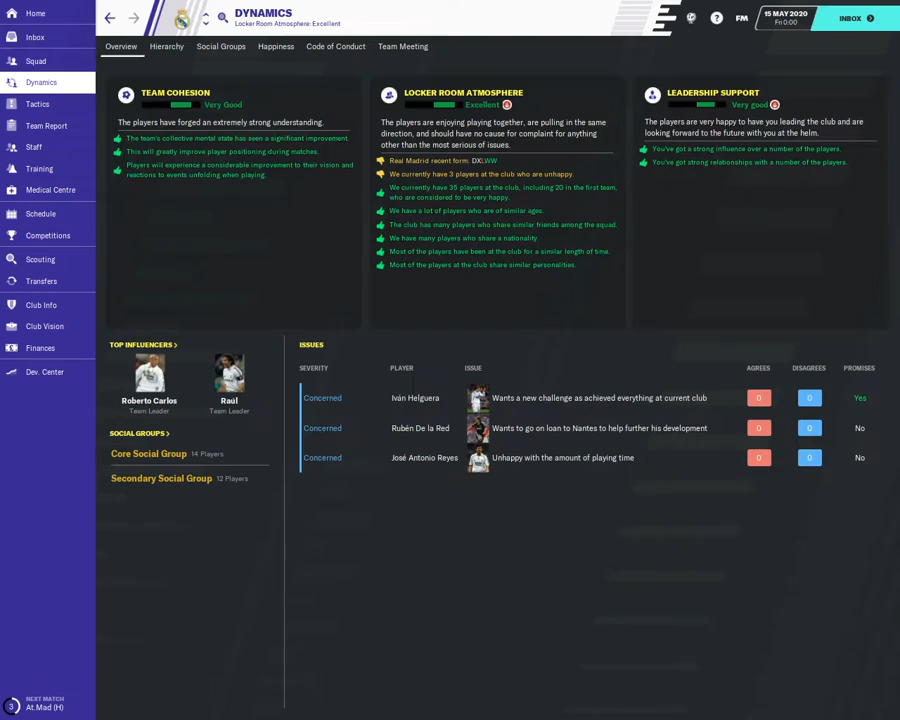 Home
Inbox
Squad
Dynamics
Tactics
Team Report
Staff
Training
Medical Centre
Schedule
Competitions
Scouting
Transfers
Club Info
Club Vision
Finances
Dev. Center
3
NEXT MATCH
At.Mad (H)
DYNAMICS
Locker Room Atmosphere: Excellent
?
FM
15 MAY 2020
Fri 0:00
INBOX
Overview
Hierarchy
Social Groups
Happiness
Code of Conduct
Team Meeting
TEAM COHESION
Very Good
The players have forged an extremely strong understanding.
The team's collective mental state has seen a significant improvement.
This will greatly improve player positioning during matches.
Players will experience a considerable improvement to their vision and
reactions to events unfolding when playing.
LOCKER ROOM ATMOSPHERE
Excellent
The players are enjoying playing together, are pulling in the same
direction, and should have no cause for complaint for anything
other than the most serious of issues.
Real Madrid recent form: DXLWW
We currently have 3 players at the club who are unhappy.
We currently have 35 players at the club, including 20 in the first team,
who are considered to be very happy.
We have a lot of players who are of similar ages.
The club has many players who share similar friends among the squad.
We have many players who share a nationality
Most of the players have been at the club for a similar length of time.
Most of the players at the club share similar personalities.
LEADERSHIP SUPPORT
Very good
The players are very happy to have you leading the club and are
looking forward to the future with you at the helm.
You've got a strong influence over a number of the players.
You've got strong relationships with a number of the players.
TOP INFLUENCERS >
Roberto Carlos
Team Leader
Raúl
Team Leader
SOCIAL GROUPS >
Core Social Group 14 Players
Secondary Social Group 12 Players
ISSUES
SEVERITY PLAYER ISSUE AGREES DISAGREES PROMISES
Concerned Iván Helguera Wants a new challenge as achieved everything at current club 0 0 Yes
Concerned Rubén De la Red Wants to go on loan to Nantes to help further his development 0 0 No
Concerned José Antonio Reyes Unhappy with the amount of playing time 0 0 No